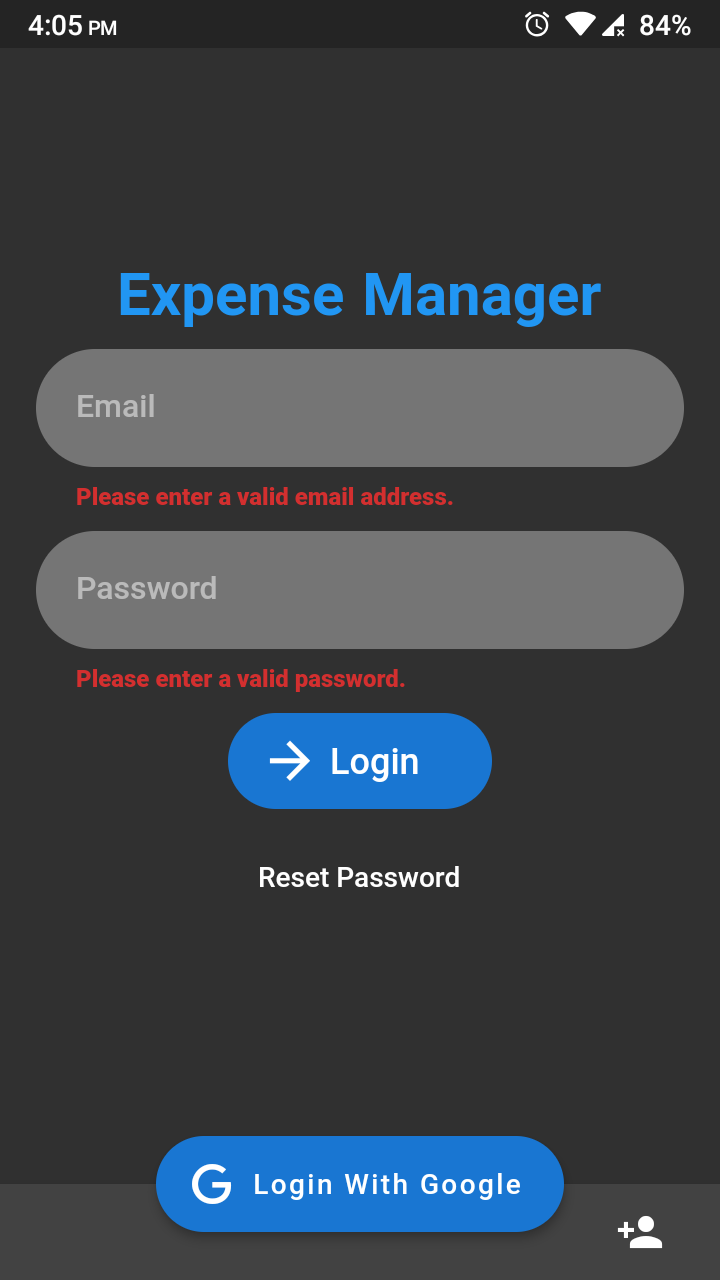 4:05 PM 84%
Expense Manager
Email
Please enter a valid email address.
Password
Please enter a valid password.
Login
Reset Password
Login With Google